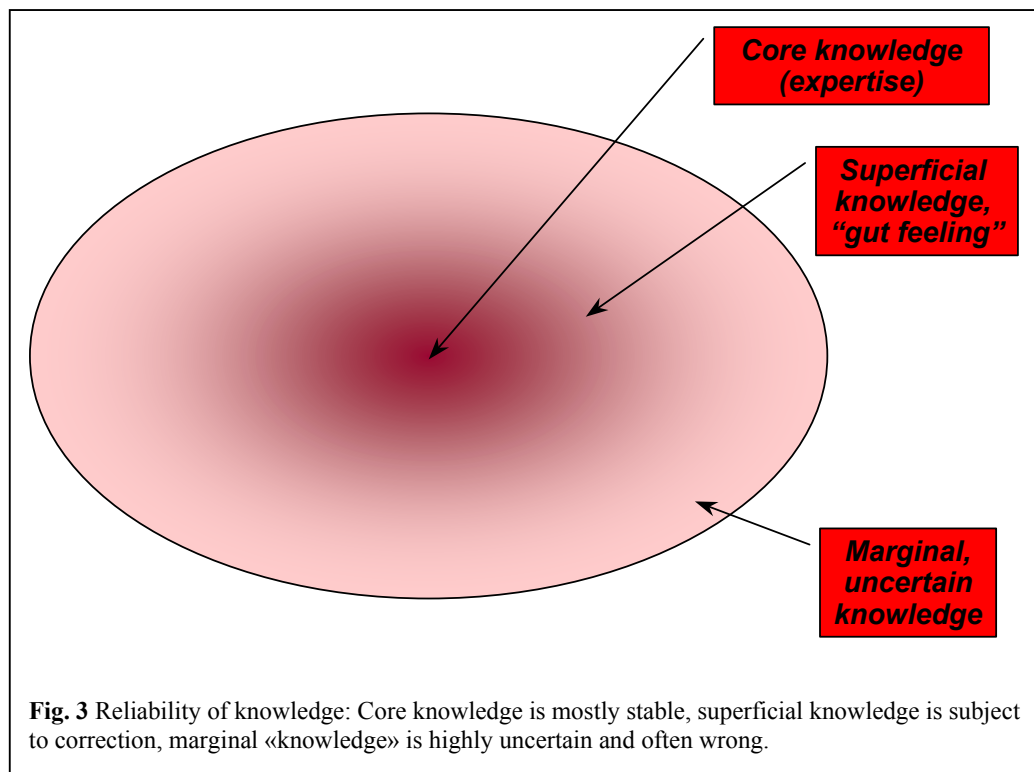 Core knowledge
(expertise)
Superficial
knowledge,
“gut feeling”
Marginal,
uncertain
knowledge
Fig. 3 Reliability of knowledge: Core knowledge is mostly stable, superficial knowledge is subject
to correction, marginal «knowledge» is highly uncertain and often wrong.